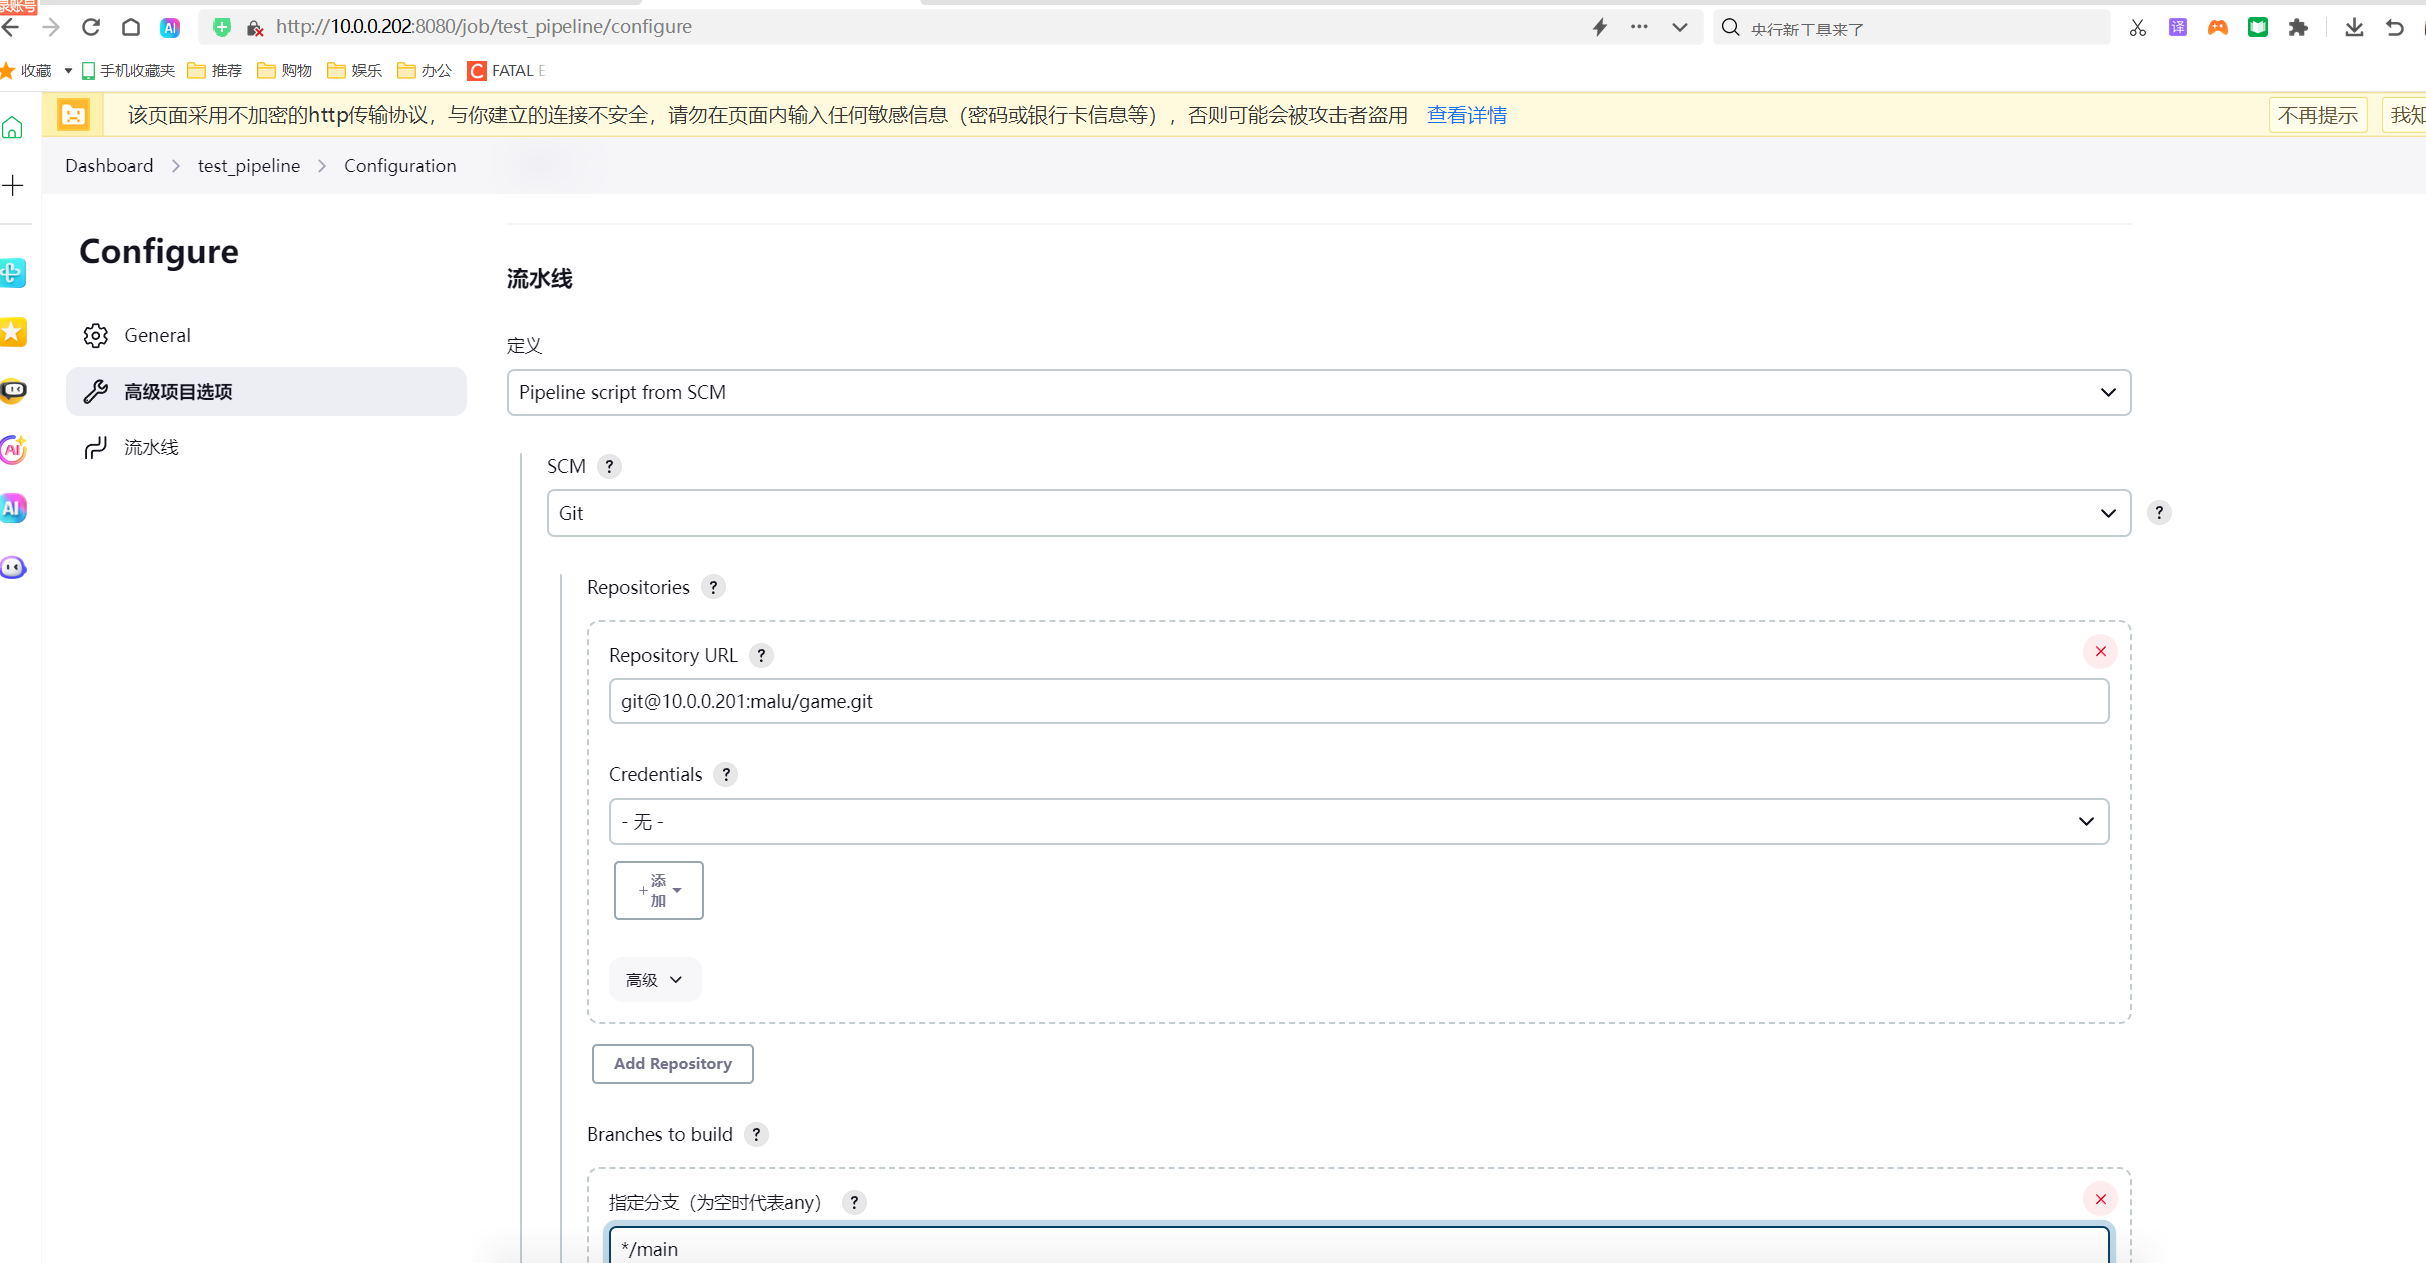 录账号
http://10.0.0.202:8080/job/test_pipeline/configure
央行新工具来了
收藏 手机收藏夹 推荐 购物 娱乐 办公 FATAL E
该页面采用不加密的http传输协议，与你建立的连接不安全，请勿在页面内输入任何敏感信息（密码或银行卡信息等），否则可能会被攻击者盗用 查看详情 不再提示 我知
Dashboard > test_pipeline > Configuration
Configure
General
高级项目选项
流水线
流水线
定义
Pipeline script from SCM
SCM ?
Git ?
Repositories ?
Repository URL ?
git@10.0.0.201:malu/game.git
Credentials ?
- 无 -
+添加
高级
Add Repository
Branches to build ?
指定分支（为空时代表any） ?
*/main